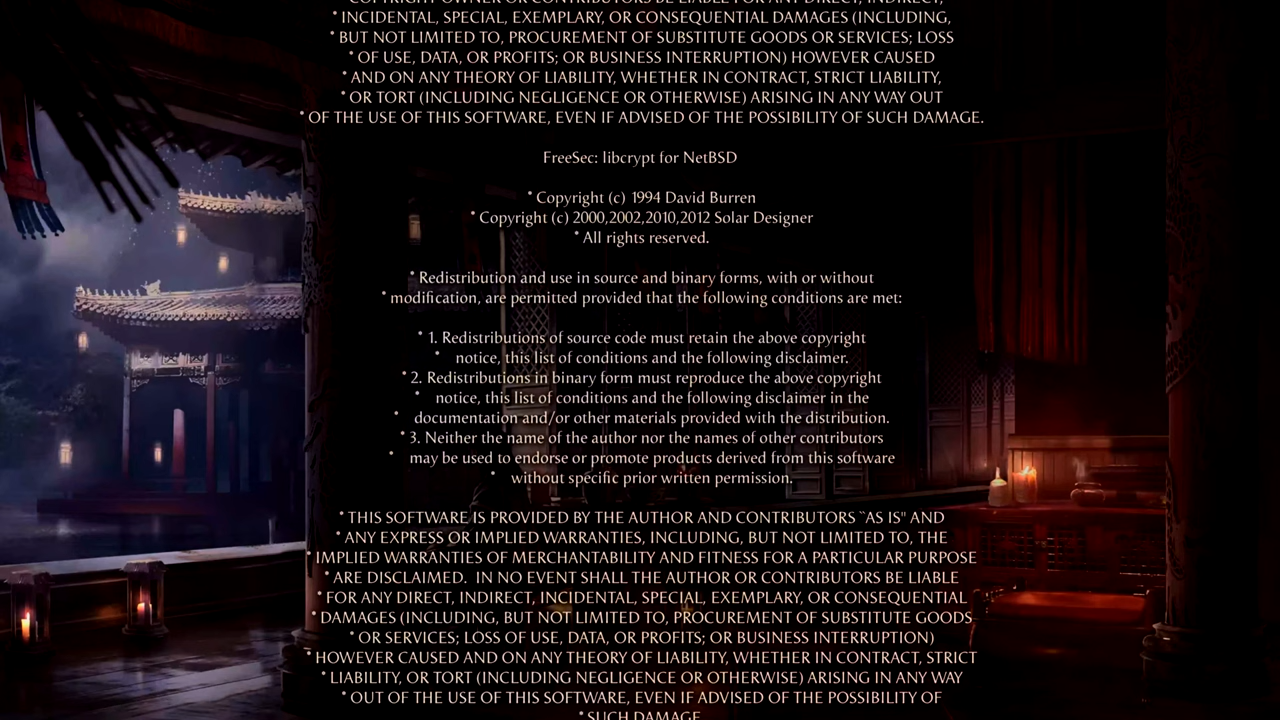 COPYRIGHT OWNER OR CONTRIBUTORS BE LIABLE FOR ANY DIRECT, INDIRECT,
* INCIDENTAL, SPECIAL, EXEMPLARY, OR CONSEQUENTIAL DAMAGES (INCLUDING,
* BUT NOT LIMITED TO, PROCUREMENT OF SUBSTITUTE GOODS OR SERVICES; LOSS
* OF USE, DATA, OR PROFITS; OR BUSINESS INTERRUPTION) HOWEVER CAUSED
* AND ON ANY THEORY OF LIABILITY, WHETHER IN CONTRACT, STRICT LIABILITY,
* OR TORT (INCLUDING NEGLIGENCE OR OTHERWISE) ARISING IN ANY WAY OUT
* OF THE USE OF THIS SOFTWARE, EVEN IF ADVISED OF THE POSSIBILITY OF SUCH DAMAGE.
FreeSec: libcrypt for NetBSD
* Copyright (c) 1994 David Burren
* Copyright (c) 2000,2002,2010,2012 Solar Designer
* All rights reserved.
* Redistribution and use in source and binary forms, with or without
* modification, are permitted provided that the following conditions are met:
* 1. Redistributions of source code must retain the above copyright
* notice, this list of conditions and the following disclaimer.
* 2. Redistributions in binary form must reproduce the above copyright
* notice, this list of conditions and the following disclaimer in the
* documentation and/or other materials provided with the distribution.
* 3. Neither the name of the author nor the names of other contributors
* may be used to endorse or promote products derived from this software
* without specific prior written permission.
* THIS SOFTWARE IS PROVIDED BY THE AUTHOR AND CONTRIBUTORS ``AS IS'' AND
* ANY EXPRESS OR IMPLIED WARRANTIES, INCLUDING, BUT NOT LIMITED TO, THE
* IMPLIED WARRANTIES OF MERCHANTABILITY AND FITNESS FOR A PARTICULAR PURPOSE
* ARE DISCLAIMED. IN NO EVENT SHALL THE AUTHOR OR CONTRIBUTORS BE LIABLE
* FOR ANY DIRECT, INDIRECT, INCIDENTAL, SPECIAL, EXEMPLARY, OR CONSEQUENTIAL
* DAMAGES (INCLUDING, BUT NOT LIMITED TO, PROCUREMENT OF SUBSTITUTE GOODS
* OR SERVICES; LOSS OF USE, DATA, OR PROFITS; OR BUSINESS INTERRUPTION)
* HOWEVER CAUSED AND ON ANY THEORY OF LIABILITY, WHETHER IN CONTRACT, STRICT
* LIABILITY, OR TORT (INCLUDING NEGLIGENCE OR OTHERWISE) ARISING IN ANY WAY
* OUT OF THE USE OF THIS SOFTWARE, EVEN IF ADVISED OF THE POSSIBILITY OF
* SUCH DAMAGE.